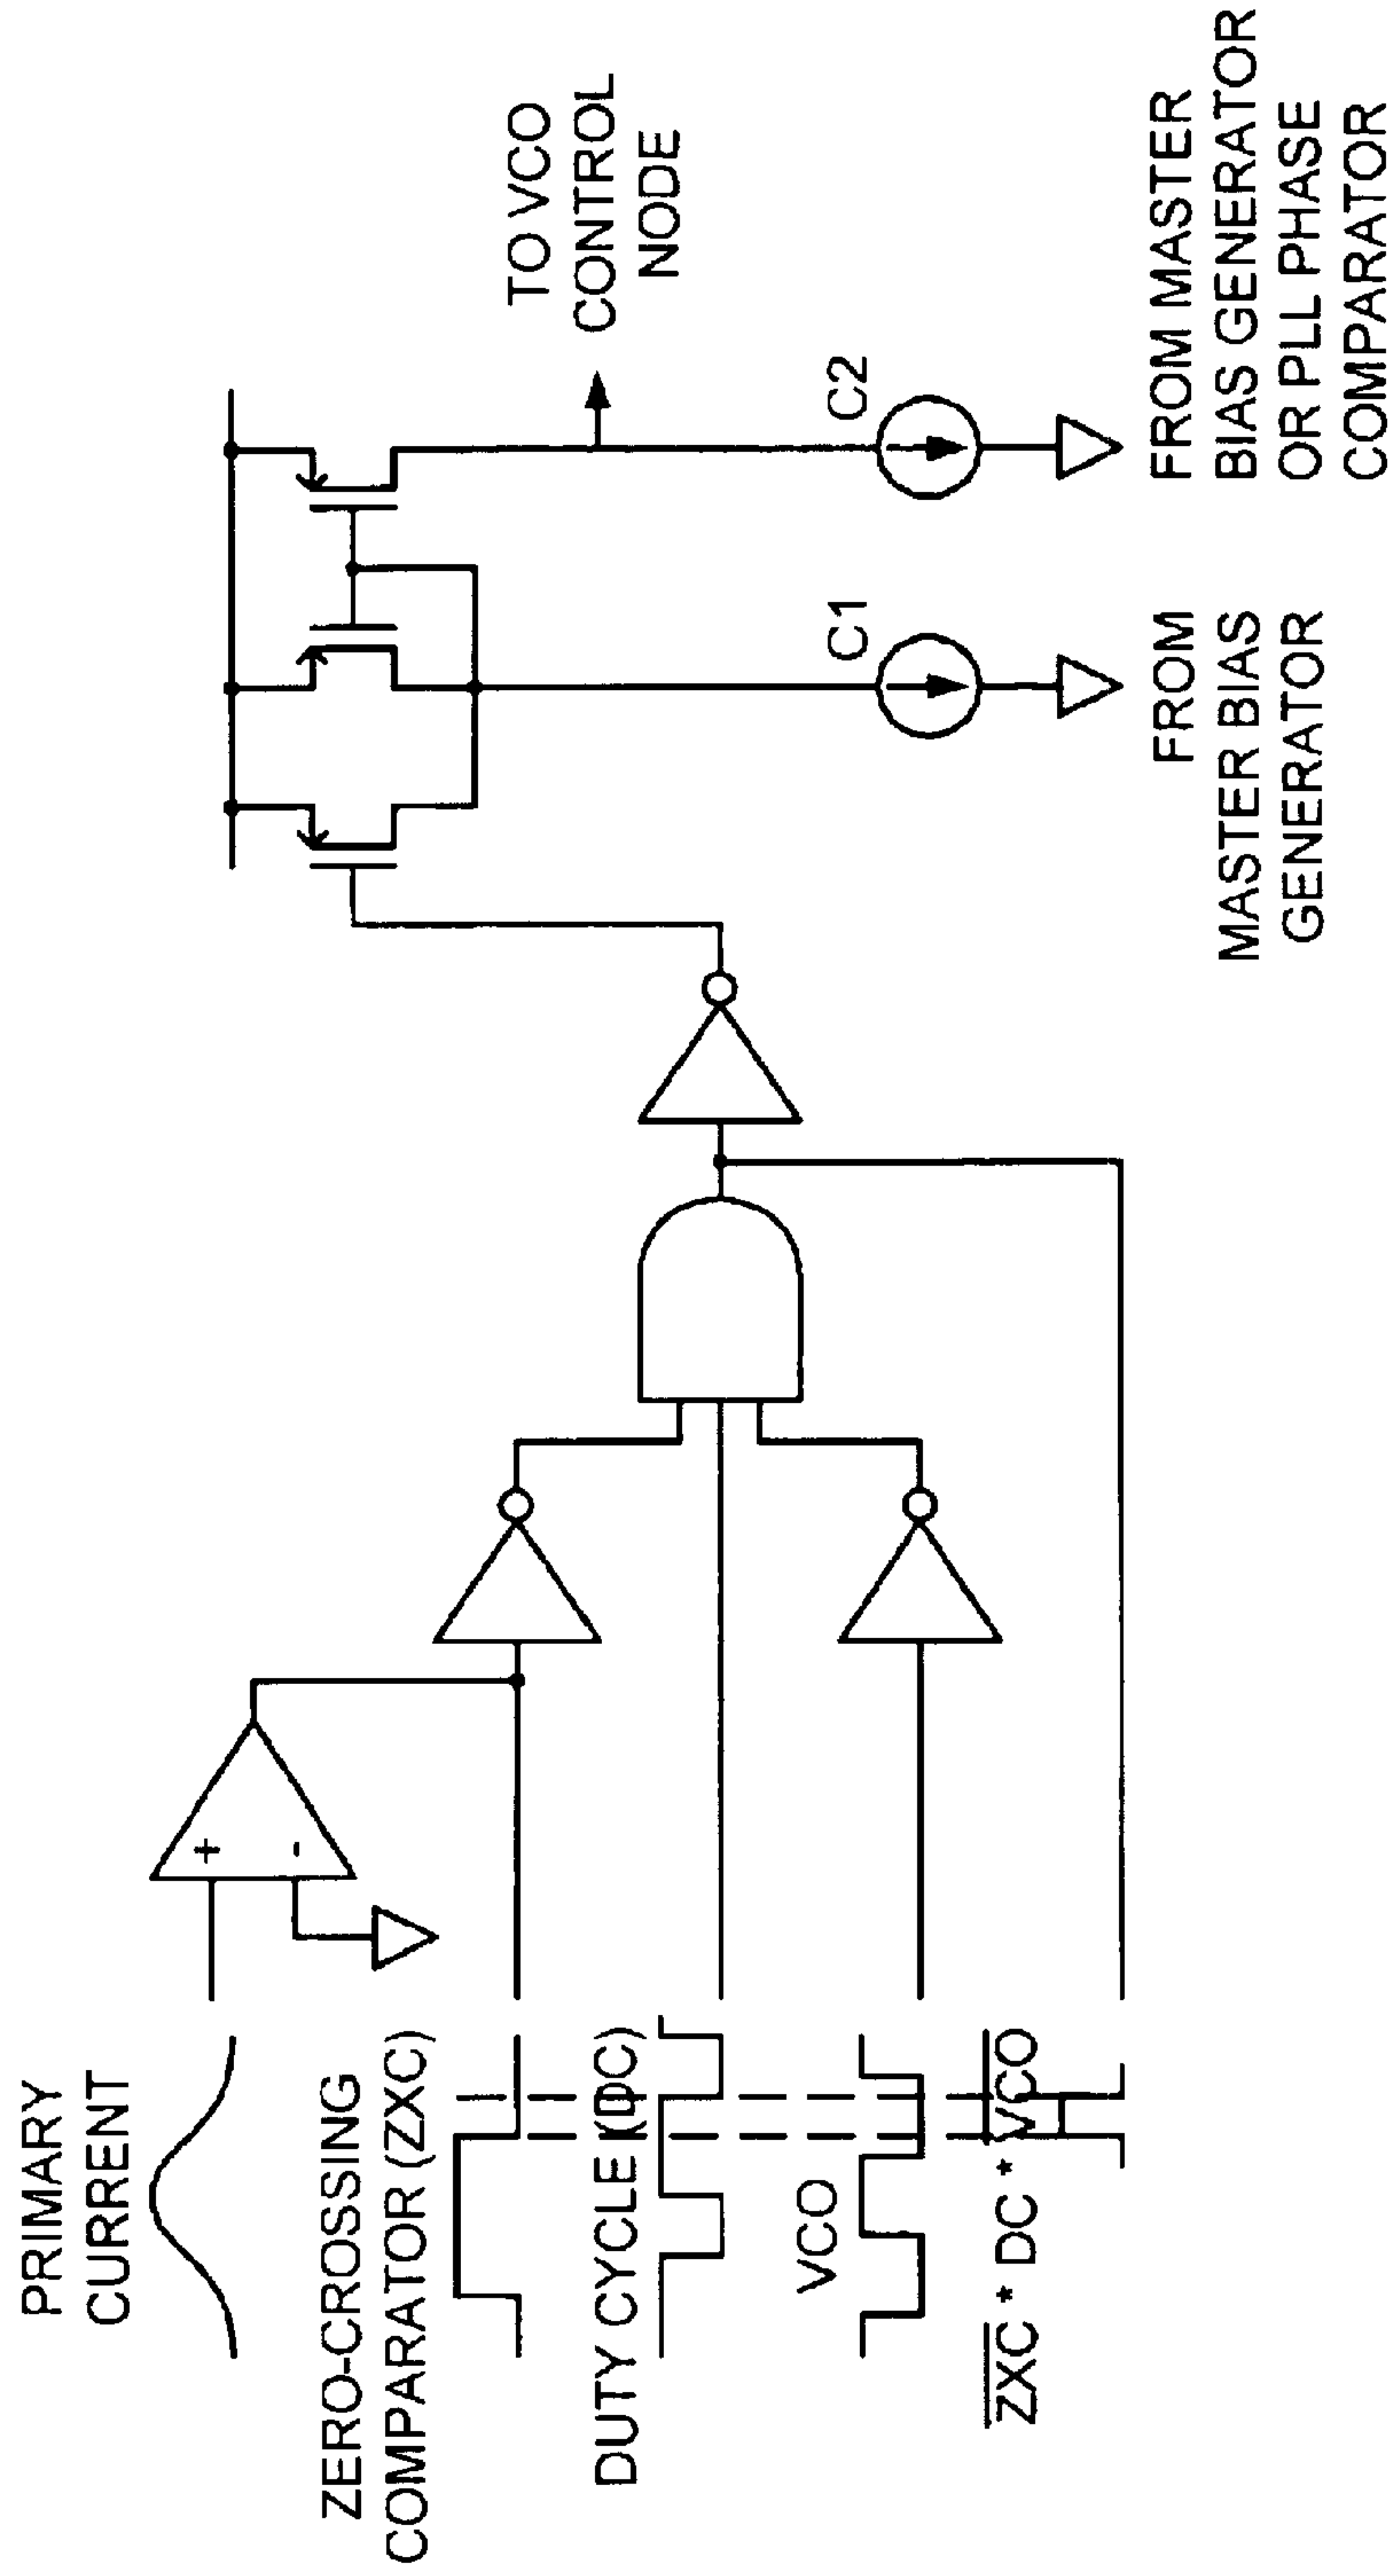 PRIMARY
CURRENT
+
-
ZERO-CROSSING
COMPARATOR (ZXC)
DUTY CYCLE (DC)
VCO
ZXC * DC * VCO
TO VCO
CONTROL
NODE
C1
C2
FROM
MASTER BIAS
GENERATOR
FROM MASTER
BIAS GENERATOR
OR PLL PHASE
COMPARATOR